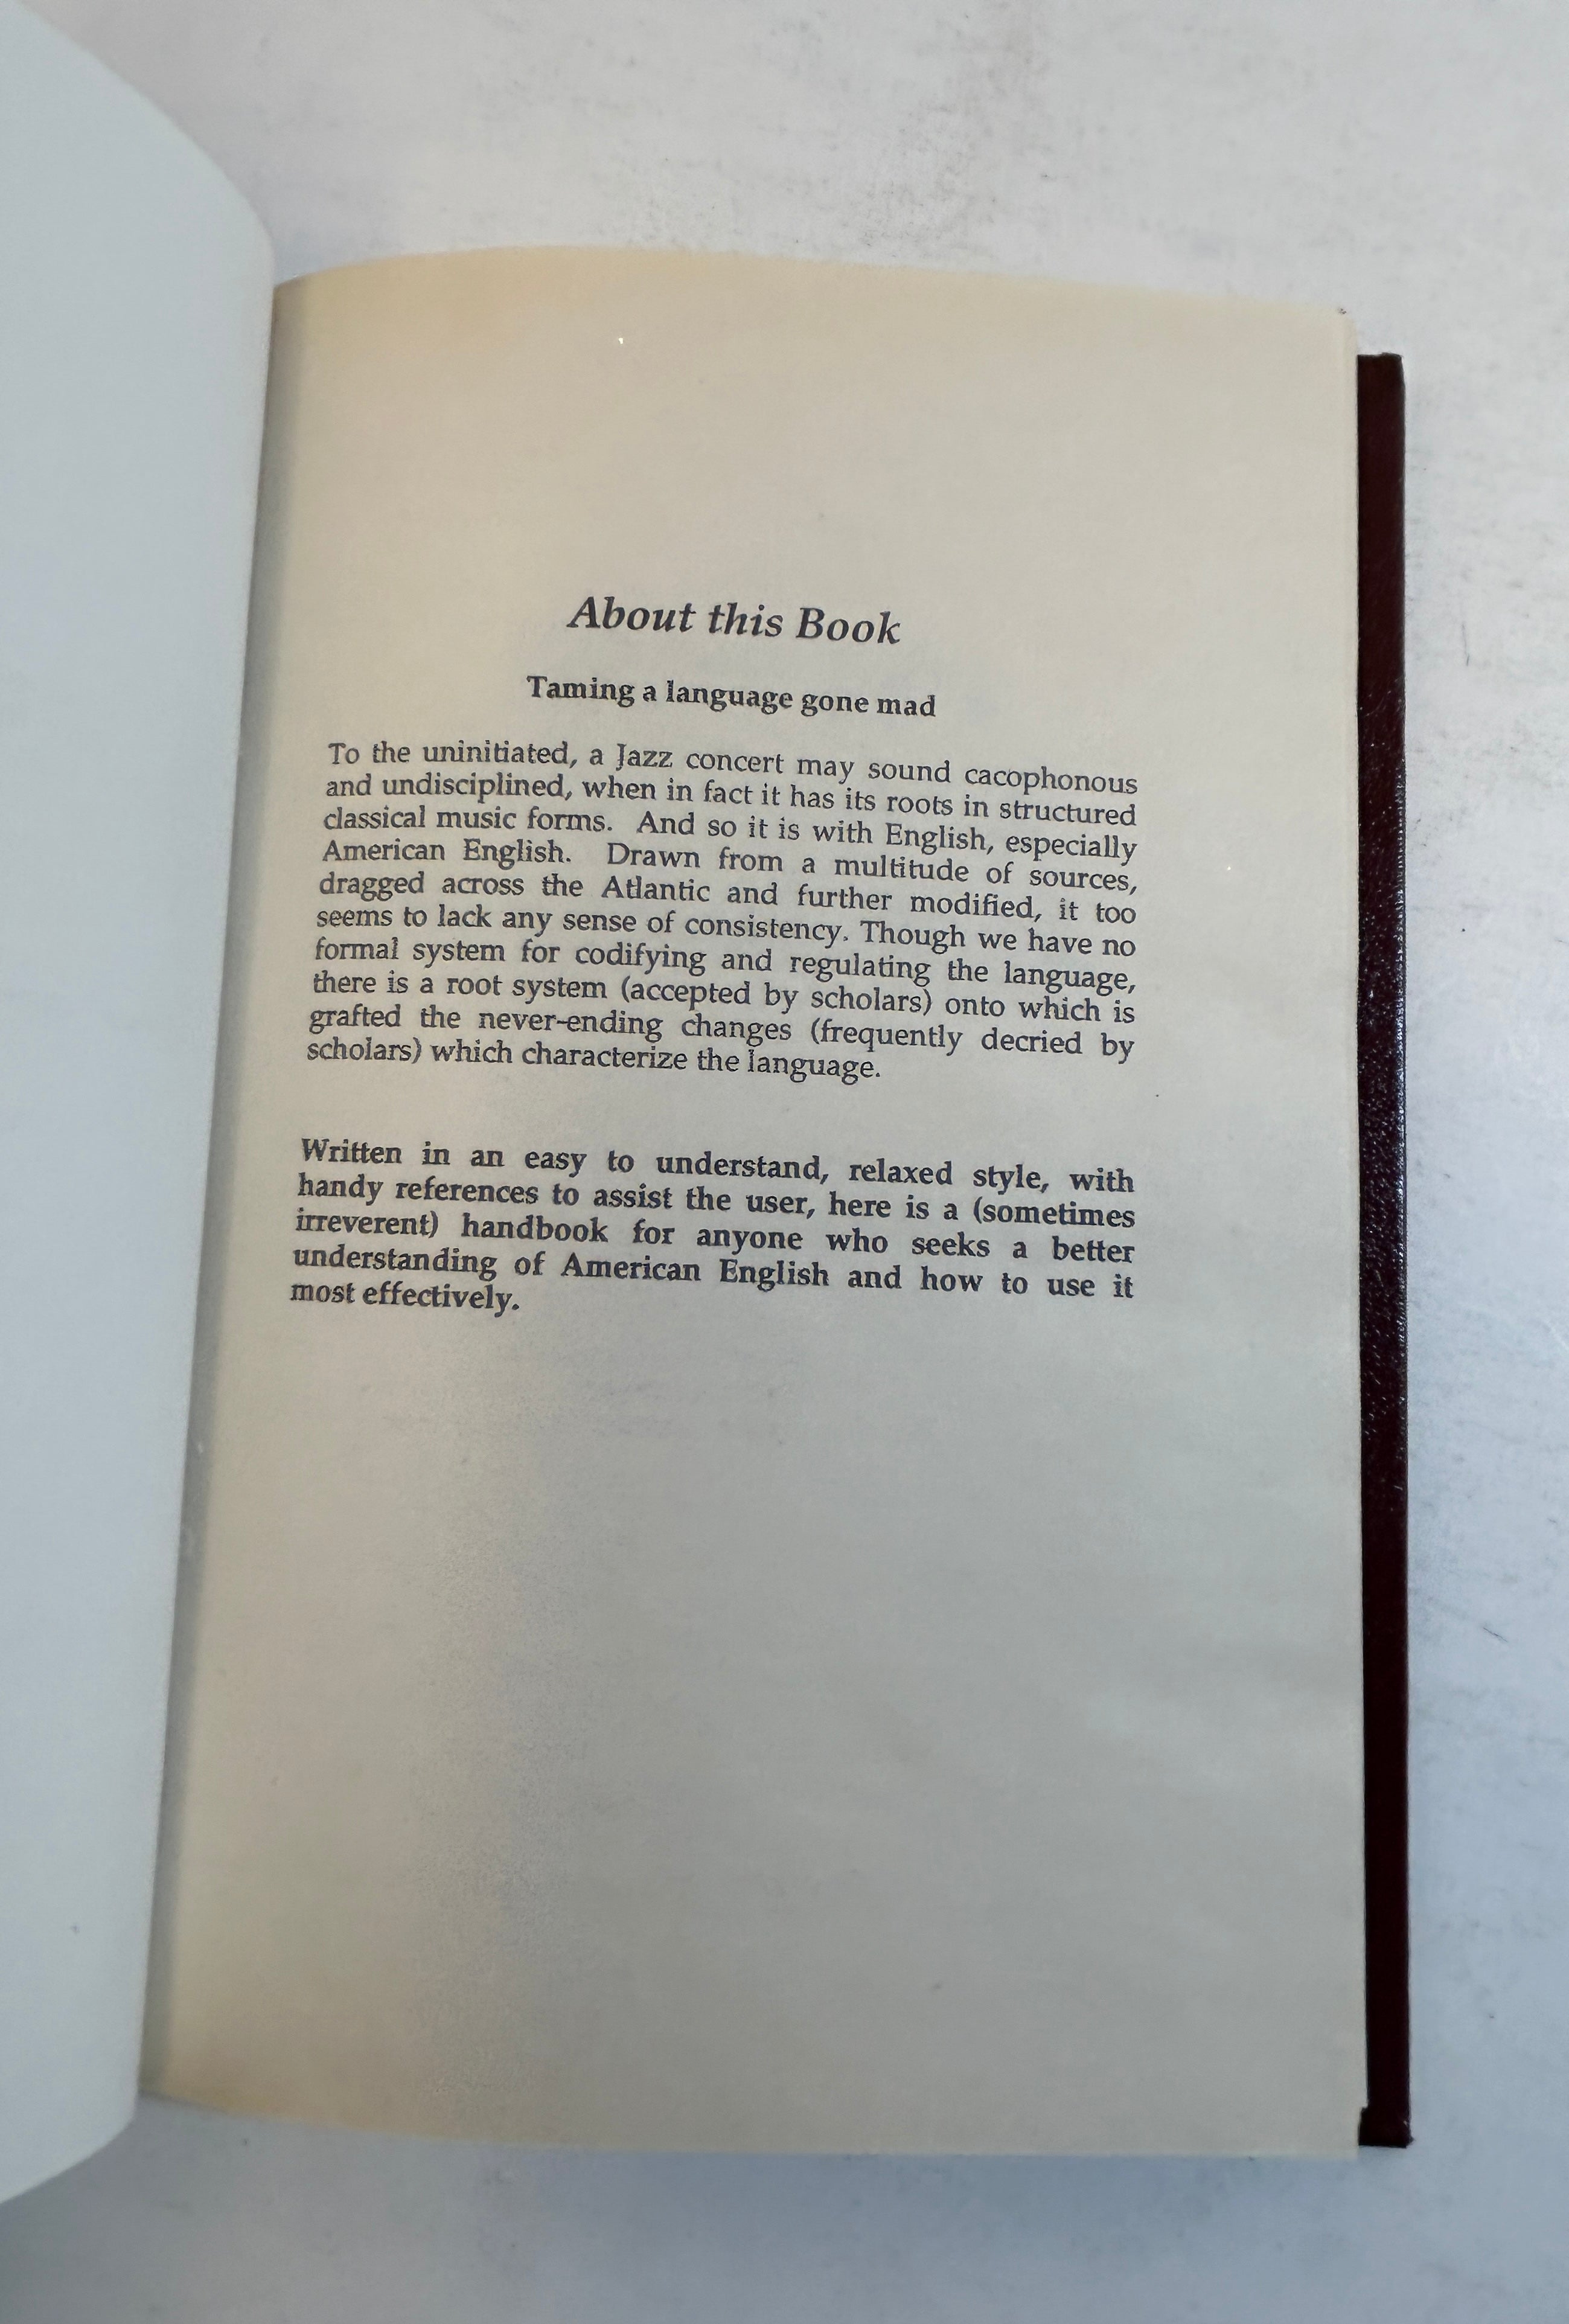 About this Book
Taming a language gone mad
To the uninitiated, a Jazz concert may sound cacophonous
and undisciplined, when in fact it has its roots in structured
classical music forms. And so it is with English, especially
American English. Drawn from a multitude of sources,
dragged across the Atlantic and further modified, it too
seems to lack any sense of consistency. Though we have no
formal system for codifying and regulating the language,
there is a root system (accepted by scholars) onto which is
grafted the never-ending changes (frequently decried by
scholars) which characterize the language.
Written in an easy to understand, relaxed style, with
handy references to assist the user, here is a (sometimes
irreverent) handbook for anyone who seeks a better
understanding of American English and how to use it
most effectively.